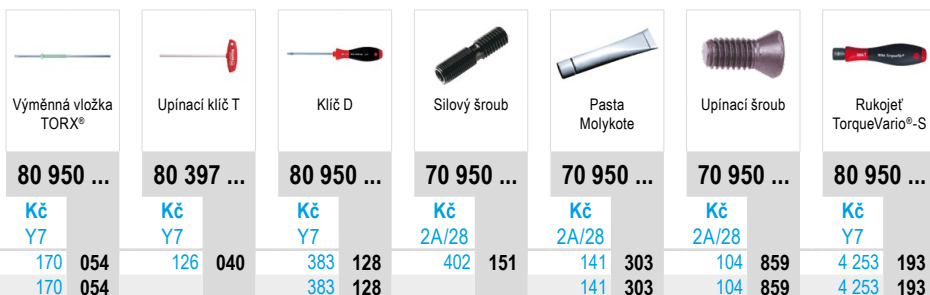 Výměnná vložka TORX®
Upínací klíč T
Klíč D
Silový šroub
Pasta Molykote
Upínací šroub
Rukojeť TorqueVario®-S
80 950 ... 80 397 ... 80 950 ... 70 950 ... 70 950 ... 70 950 ... 80 950 ...
Kč Kč Kč Kč Kč Kč Kč
Y7 Y7 Y7 2A/28 2A/28 2A/28 Y7
170 054 126 040 383 128 402 151 141 303 104 859 4 253 193
170 054 383 128 141 303 104 859 4 253 193